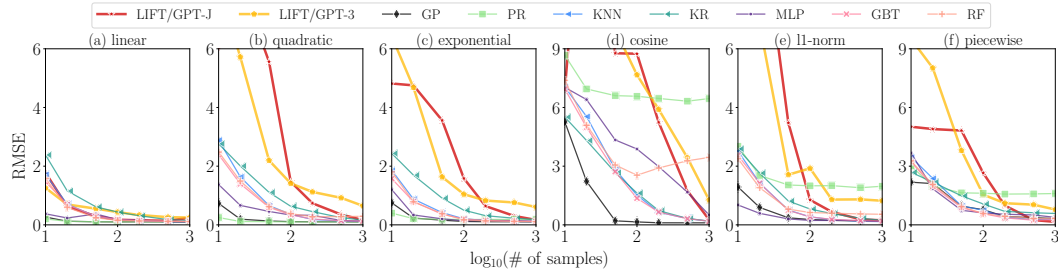 LIFT/GPT-J LIFT/GPT-3 GP PR KNN KR MLP GBT RF
(a) linear (b) quadratic (c) exponential (d) cosine (e) l1-norm (f) piecewise
6 6 6 9 6 9
4 4 4 6 4 6
2 2 2 3 2 3
0 0 0 0 0 0
1 2 3 1 2 3 1 2 3 1 2 3 1 2 3 1 2 3
RMSE
log₁₀(# of samples)